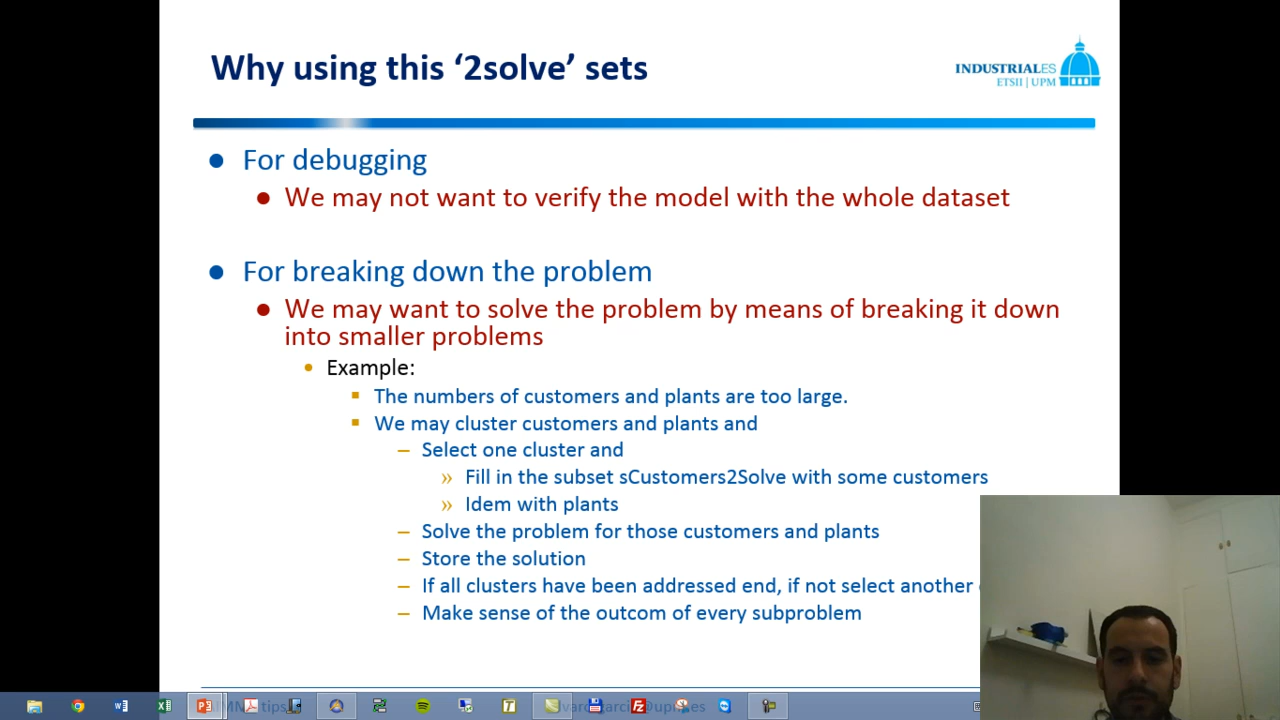 Why using this ‘2solve’ sets
INDUSTRIALES
ETSII | UPM
For debugging
We may not want to verify the model with the whole dataset
For breaking down the problem
We may want to solve the problem by means of breaking it down
into smaller problems
Example:
The numbers of customers and plants are too large.
We may cluster customers and plants and
Select one cluster and
Fill in the subset sCustomers2Solve with some customers
Idem with plants
Solve the problem for those customers and plants
Store the solution
If all clusters have been addressed end, if not select another
Make sense of the outcom of every subproblem